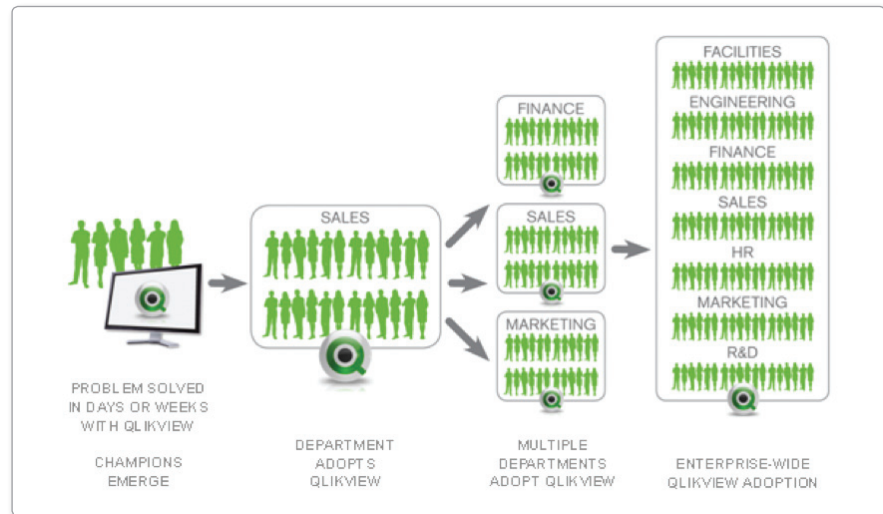 PROBLEM SOLVED
IN DAYS OR WEEKS
WITH QLIKVIEW
CHAMPIONS
EMERGE
SALES
DEPARTMENT
ADOPTS
QLIKVIEW
FINANCE
SALES
MARKETING
MULTIPLE
DEPARTMENTS
ADOPT QLIKVIEW
FACILITIES
ENGINEERING
FINANCE
SALES
HR
MARKETING
R&D
ENTERPRISE-WIDE
QLIKVIEW ADOPTION